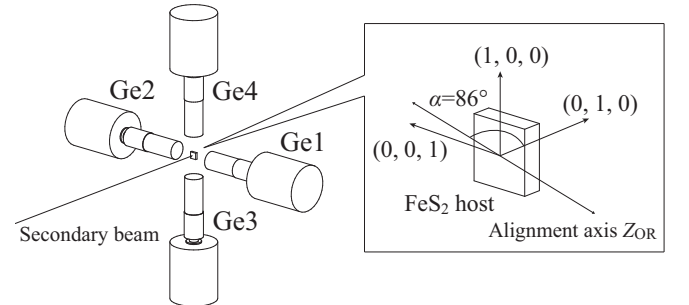 Ge4
Ge2
Ge1
Ge3
Secondary beam
(1, 0, 0)
α=86°
(0, 1, 0)
(0, 0, 1)
FeS₂ host
Alignment axis Z_OR